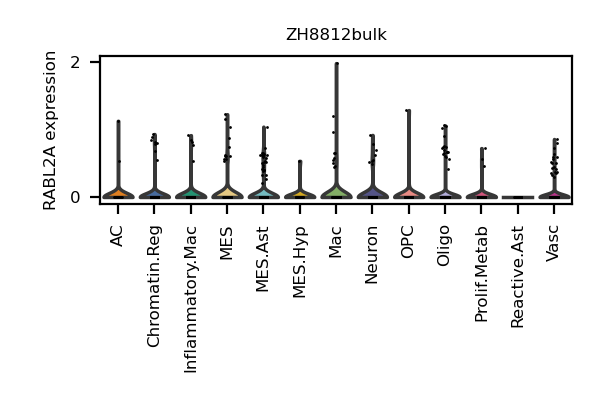 ZH8812bulk
RABL2A expression
2
0
AC
Chromatin.Reg
Inflammatory.Mac
MES
MES.Ast
MES.Hyp
Mac
Neuron
OPC
Oligo
Prolif.Metab
Reactive.Ast
Vasc